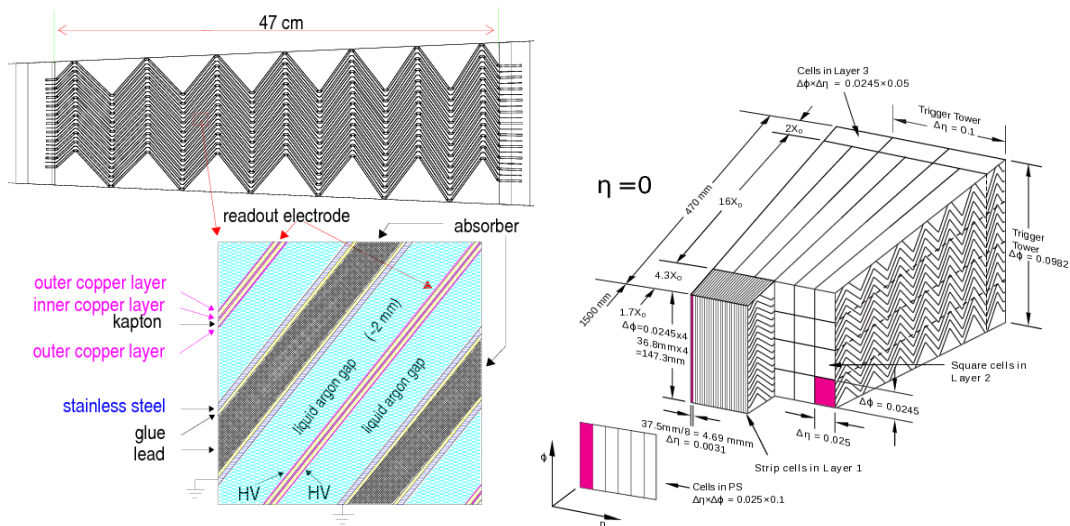 47 cm
readout electrode
absorber
outer copper layer
inner copper layer
kapton
outer copper layer
stainless steel
glue
lead
liquid argon gap
(~2 mm)
liquid argon gap
HV
HV
Cells in Layer 3
Δϕ×Δη = 0.0245×0.05
Trigger Tower
Δη = 0.1
2X₀
470 mm
16X₀
η = 0
4.3X₀
1500 mm
1.7X₀
Δϕ=0.0245x4
36.8mmx4
=147.3mm
Trigger
Tower
Δϕ = 0.0982
Square cells in
Layer 2
Δϕ = 0.0245
Δη = 0.025
37.5mm/8 = 4.69 mmm
Δη = 0.0031
Strip cells in Layer 1
ϕ
Cells in PS
Δη×Δϕ = 0.025×0.1
η